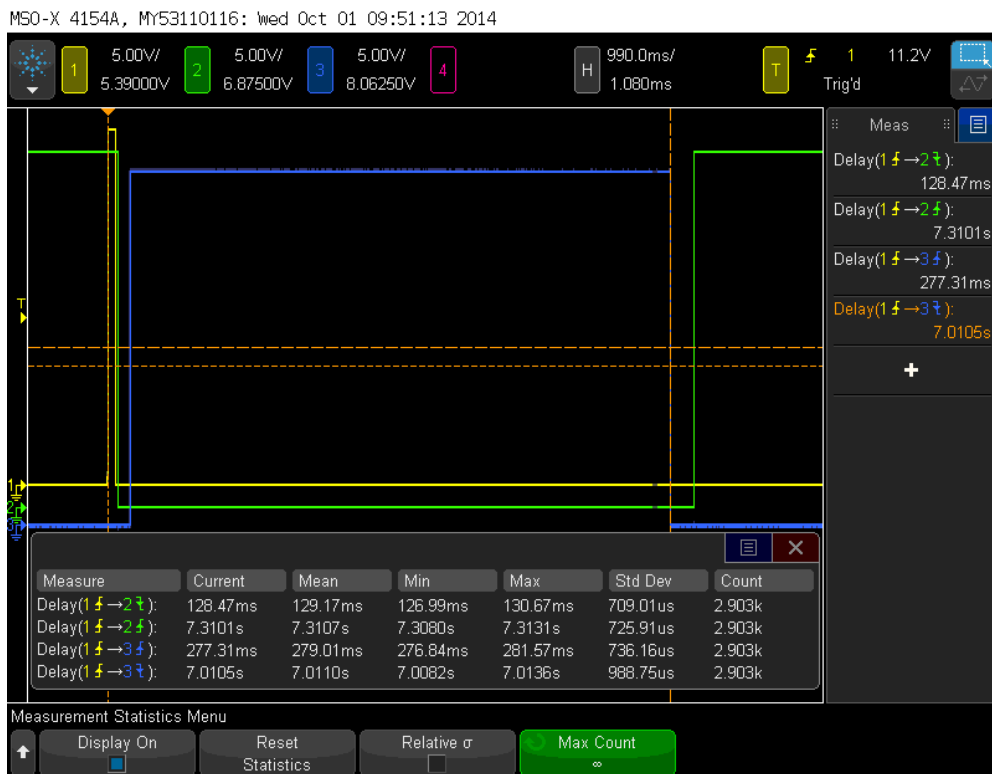 MSO-X 4154A, MY53110116: Wed Oct 01 09:51:13 2014
1 5.00V/ 2 5.00V/ 3 5.00V/ 4 H 990.0ms/ T 1 11.2V
5.39000V 6.87500V 8.06250V 1.080ms Trig'd
Meas
Delay(1→2):
128.47ms
Delay(1→2):
7.3101s
Delay(1→3):
277.31ms
Delay(1→3):
7.0105s
+
T
1
2
3
Measure Current Mean Min Max Std Dev Count
Delay(1→2): 128.47ms 129.17ms 126.99ms 130.67ms 709.01us 2.903k
Delay(1→2): 7.3101s 7.3107s 7.3080s 7.3131s 725.91us 2.903k
Delay(1→3): 277.31ms 279.01ms 276.84ms 281.57ms 736.16us 2.903k
Delay(1→3): 7.0105s 7.0110s 7.0082s 7.0136s 988.75us 2.903k
Measurement Statistics Menu
Display On Reset Statistics Relative σ Max Count
∞